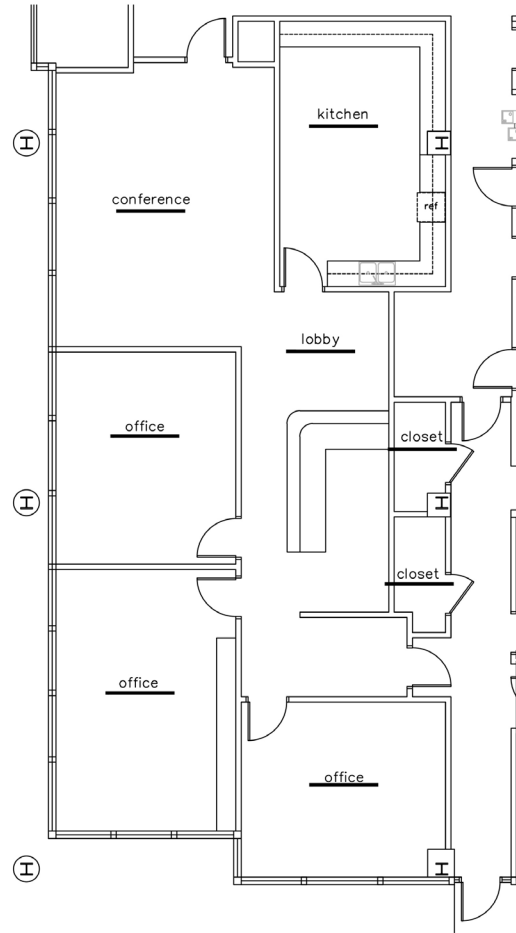 kitchen
H
conference
ref
lobby
office
closet
H
closet
office
office
H